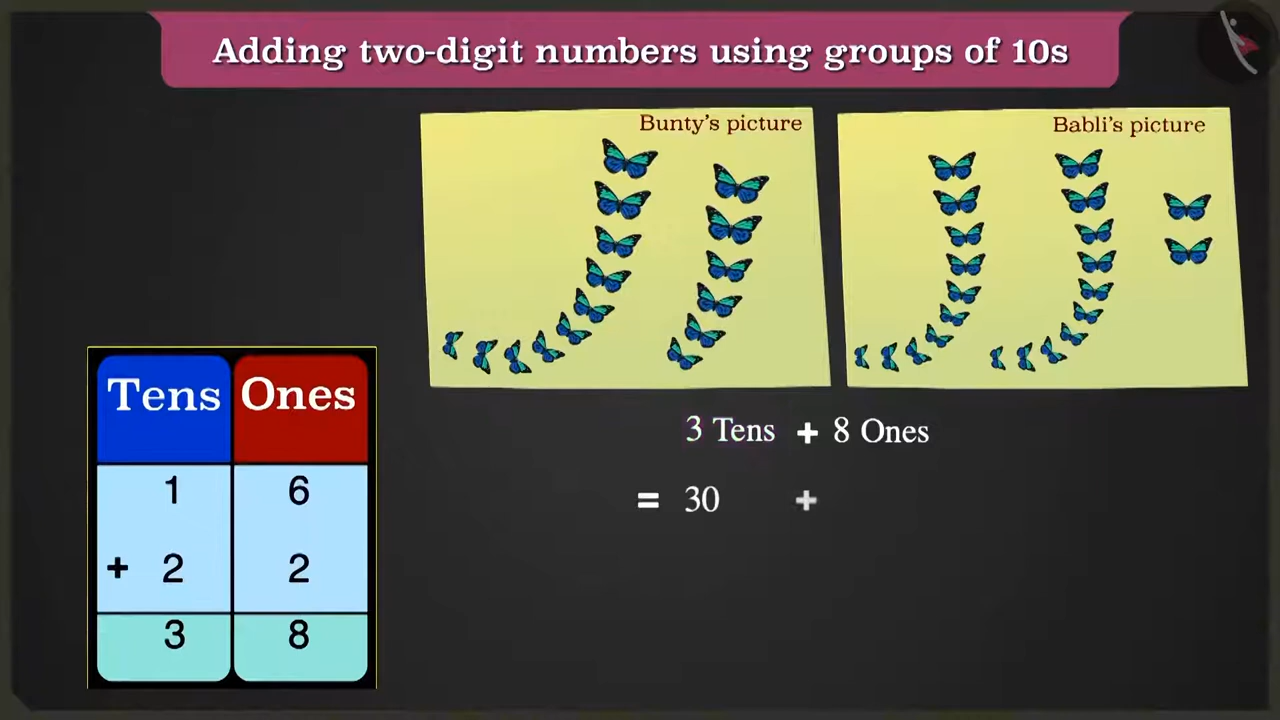 Adding two-digit numbers using groups of 10s
Bunty's picture
Babli's picture
3 Tens + 8 Ones
= 30 +
Tens Ones
1 6
+ 2 2
3 8